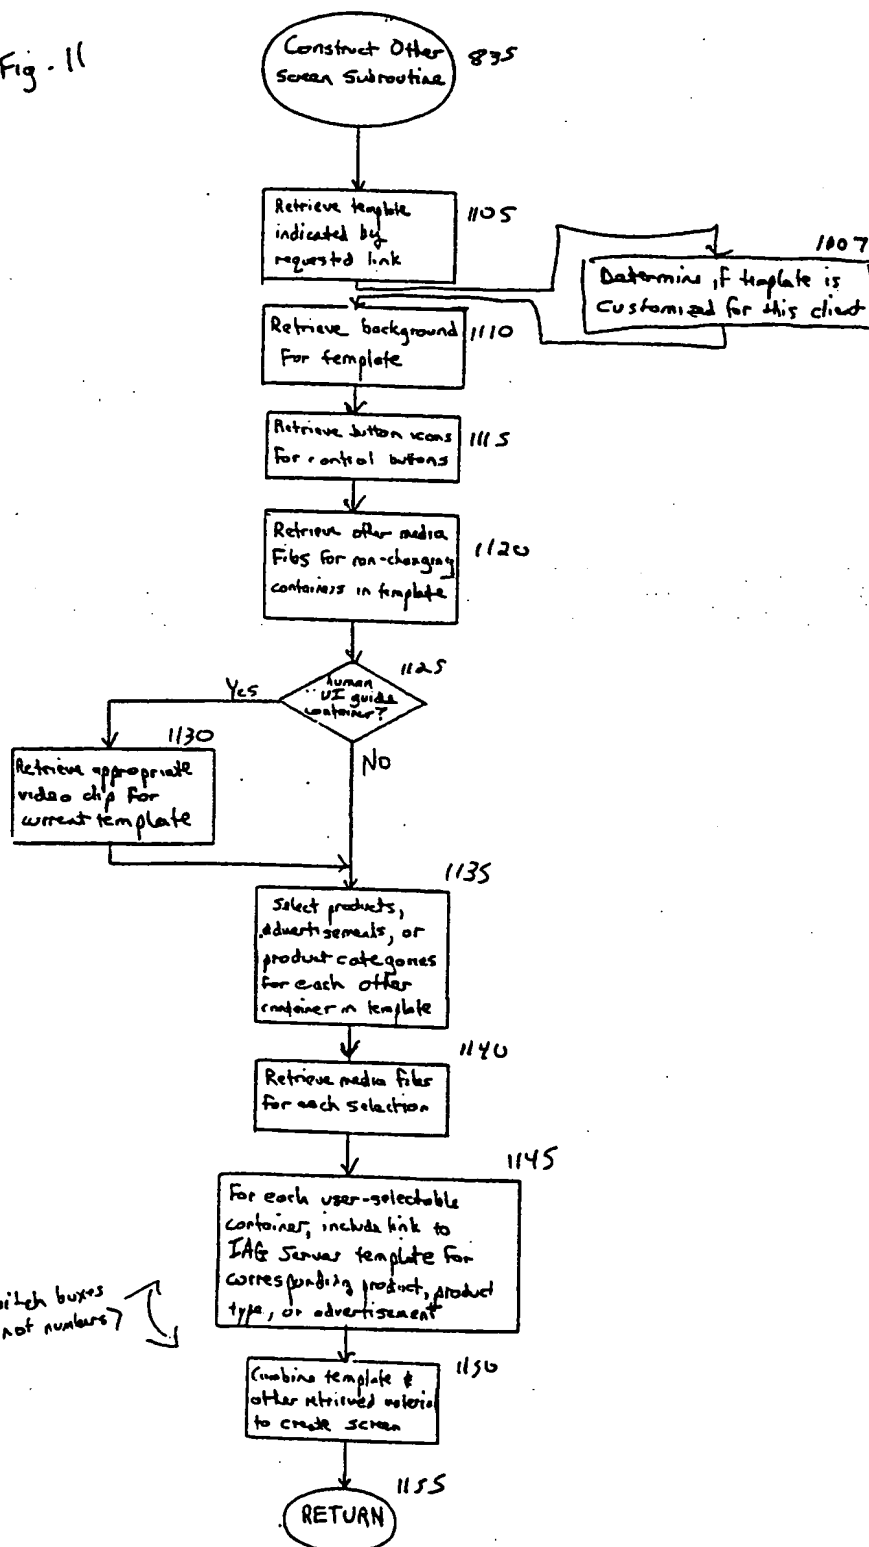 Fig. 11
Construct Other
Screen Subroutine
835
Retrieve template
indicated by
requested link
1105
1107
Determine if template is
customized for this client
Retrieve background
For template
1110
Retrieve button icons
for control buttons
1115
Retrieve other media
Files For non-changing
containers in template
1120
1125
human
UI guide
container?
Yes
NO
1130
Retrieve appropriate
video clip for
current template
1135
Select products,
advertisements, or
product categories
for each other
container in template
1140
Retrieve media files
for each selection
1145
For each user-selectable
container, include link to
IAG Server template for
corresponding product, product
type, or advertisement
boxes
not numbers)
1150
Combine template &
other retrieved material
to create screen
1155
RETURN